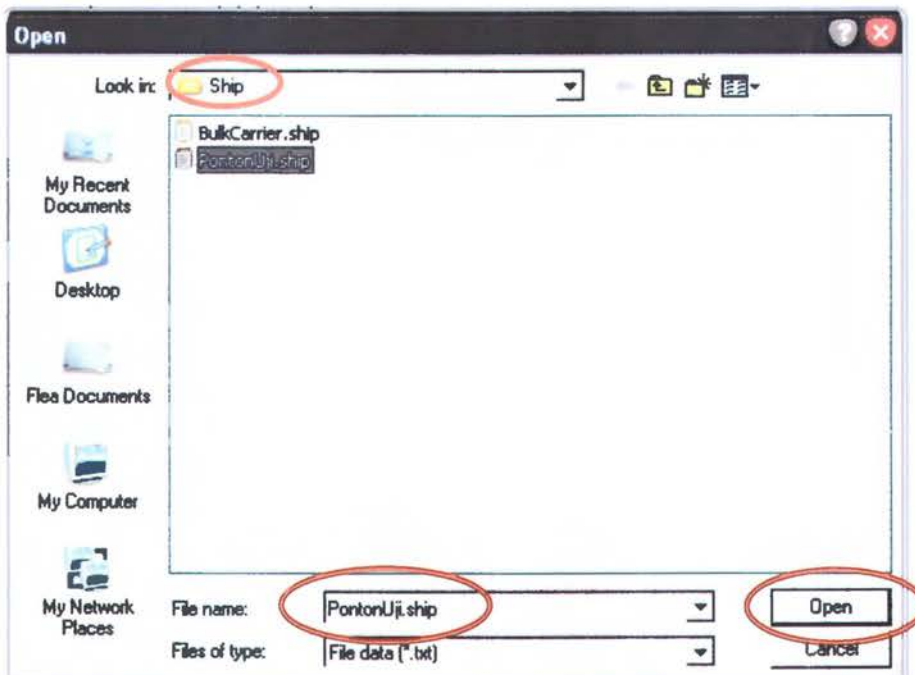 Open
Look in: Ship
BulkCarrier.ship
PontonUji.ship
My Recent
Documents
Desktop
Flea Documents
My Computer
My Network
Places
File name: PontonUji.ship
Open
Files of type: File data (*.txt)
Cancel